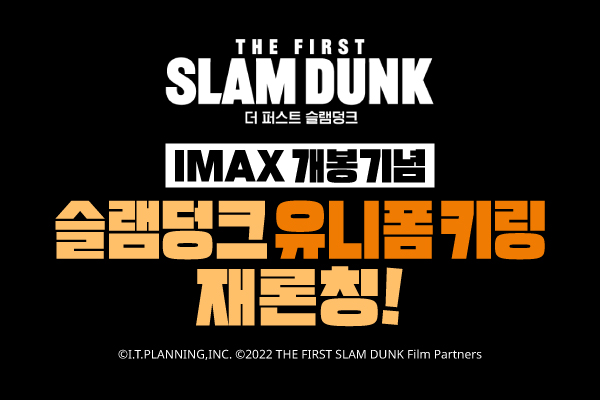 THE FIRST
SLAM DUNK
더 퍼스트 슬램덩크
IMAX 개봉기념
슬램덩크 유니폼 키링
재론칭!
©I.T.PLANNING,INC. ©2022 THE FIRST SLAM DUNK Film Partners